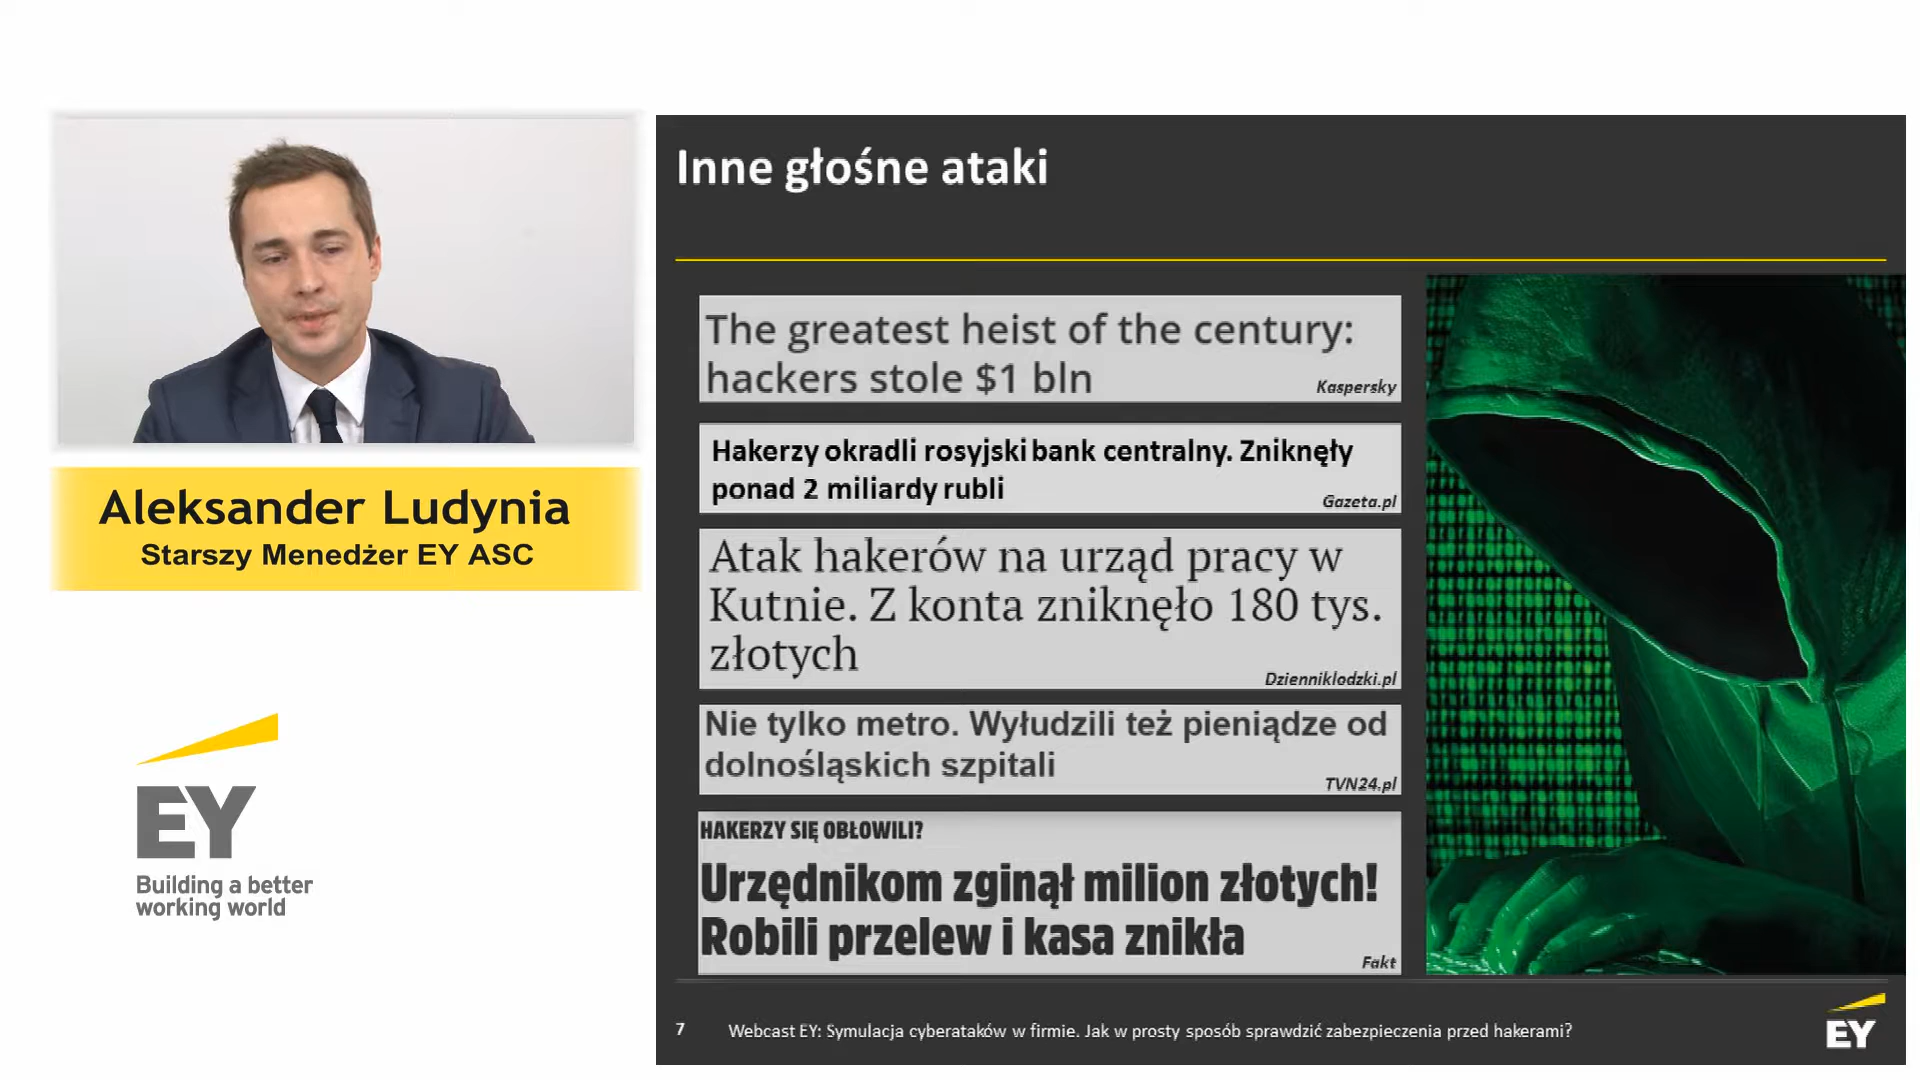 Aleksander Ludynia
Starszy Menedżer EY ASC
EY
Building a better
working world
Inne głośne ataki
The greatest heist of the century:
hackers stole $1 bln
Kaspersky
Hakerzy okradli rosyjski bank centralny. Zniknęły
ponad 2 miliardy rubli
Gazeta.pl
Atak hakerów na urząd pracy w
Kutnie. Z konta zniknęło 180 tys.
złotych
Dzienniklodzki.pl
Nie tylko metro. Wyłudzili też pieniądze od
dolnośląskich szpitali
TVN24.pl
HAKERZY SIĘ OBŁOWILI?
Urzędnikom zginął milion złotych!
Robili przelew i kasa znikła
Fakt
7 Webcast EY: Symulacja cyberataków w firmie. Jak w prosty sposób sprawdzić zabezpieczenia przed hakerami?
EY